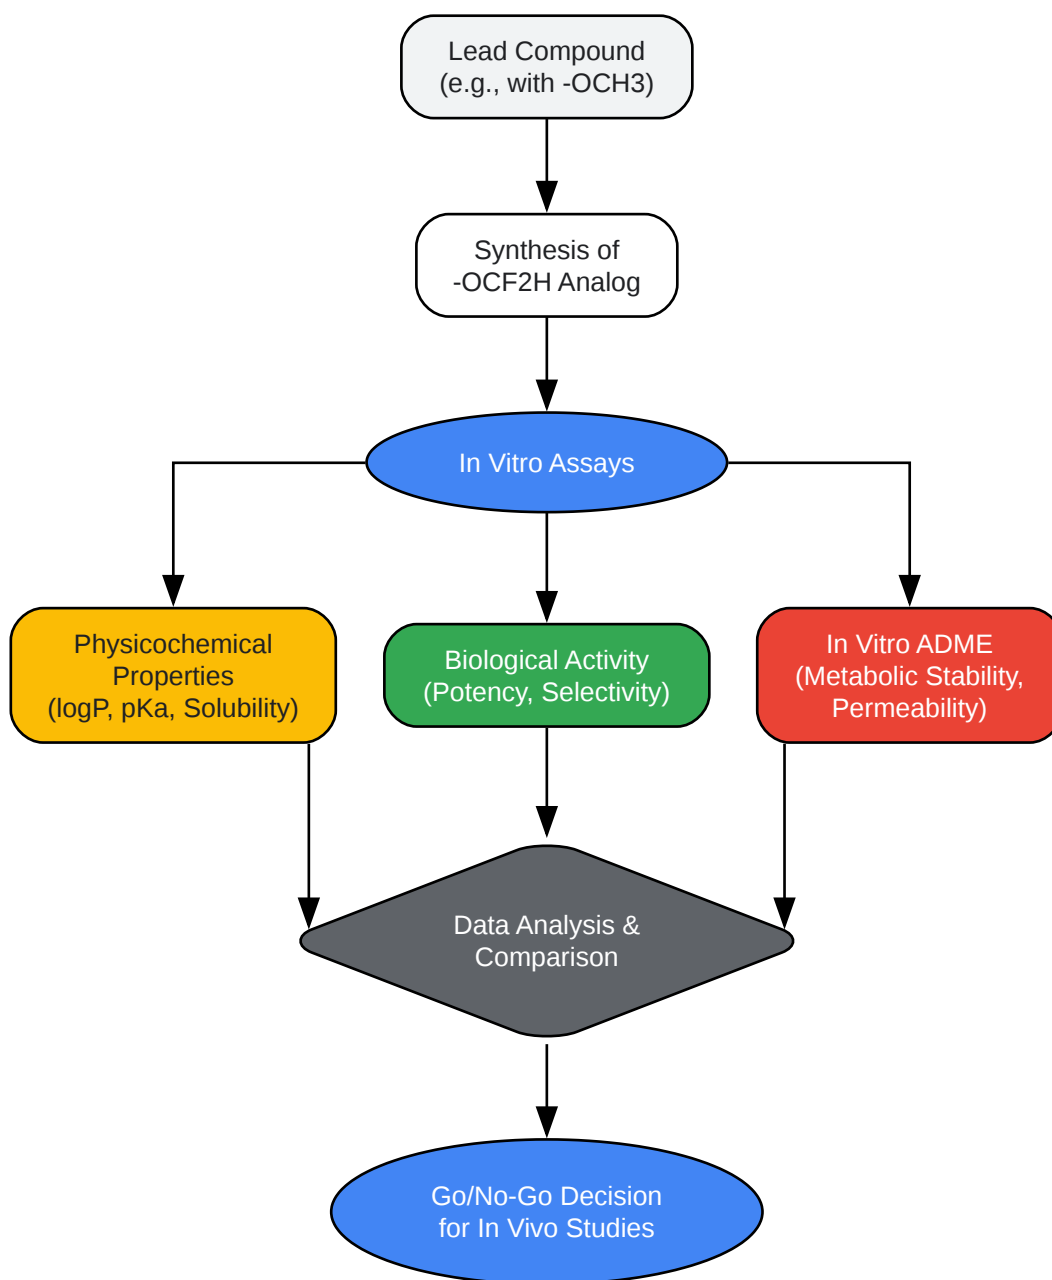 Lead Compound
(e.g., with -OCH3)
Synthesis of
-OCF2H Analog
In Vitro Assays
Physicochemical
Properties
(logP, pKa, Solubility)
Biological Activity
(Potency, Selectivity)
In Vitro ADME
(Metabolic Stability,
Permeability)
Data Analysis &
Comparison
Go/No-Go Decision
for In Vivo Studies